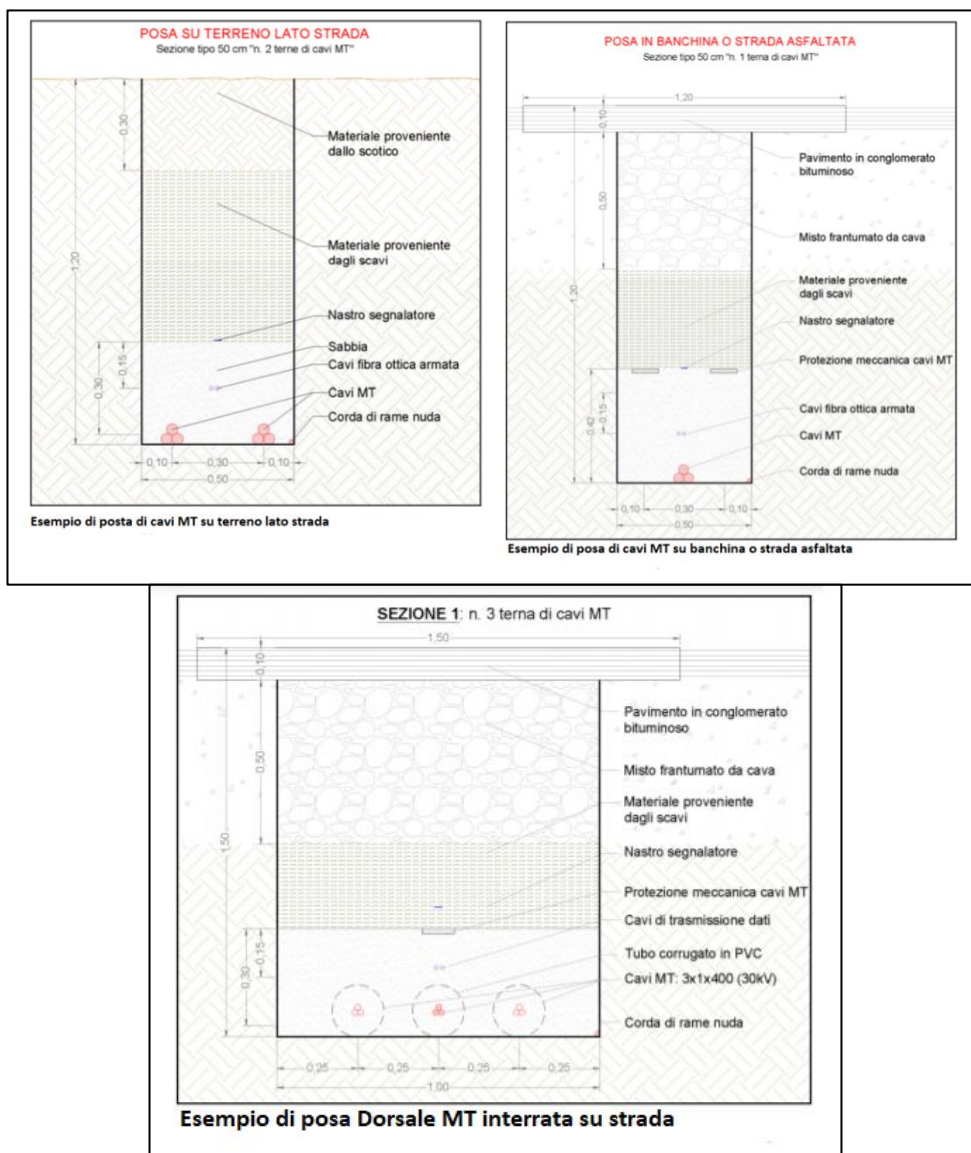 POSA SU TERRENO LATO STRADA
Sezione tipo 50 cm "n. 2 terne di cavi MT"
0,30
1,20
Materiale proveniente
dallo scotico
Materiale proveniente
dagli scavi
Nastro segnalatore
Sabbia
0,30
0,15
Cavi fibra ottica armata
Cavi MT
Corda di rame nuda
0,10
0,30
0,10
0,50
Esempio di posta di cavi MT su terreno lato strada
POSA IN BANCHINA O STRADA ASFALTATA
Sezione tipo 50 cm "n. 1 terna di cavi MT"
1,20
0,10
Pavimento in conglomerato
bituminoso
0,50
Misto frantumato da cava
1,20
Materiale proveniente
dagli scavi
Nastro segnalatore
Protezione meccanica cavi MT
0,42
0,15
Cavi fibra ottica armata
Cavi MT
Corda di rame nuda
0,10
0,30
0,10
0,50
Esempio di posa di cavi MT su banchina o strada asfaltata
SEZIONE 1: n. 3 terna di cavi MT
1,50
0,10
Pavimento in conglomerato
bituminoso
0,50
Misto frantumato da cava
1,50
Materiale proveniente
dagli scavi
Nastro segnalatore
Protezione meccanica cavi MT
Cavi di trasmissione dati
0,30
0,15
Tubo corrugato in PVC
Cavi MT: 3x1x400 (30kV)
Corda di rame nuda
0,25
0,25
0,25
0,25
1,00
Esempio di posa Dorsale MT interrata su strada